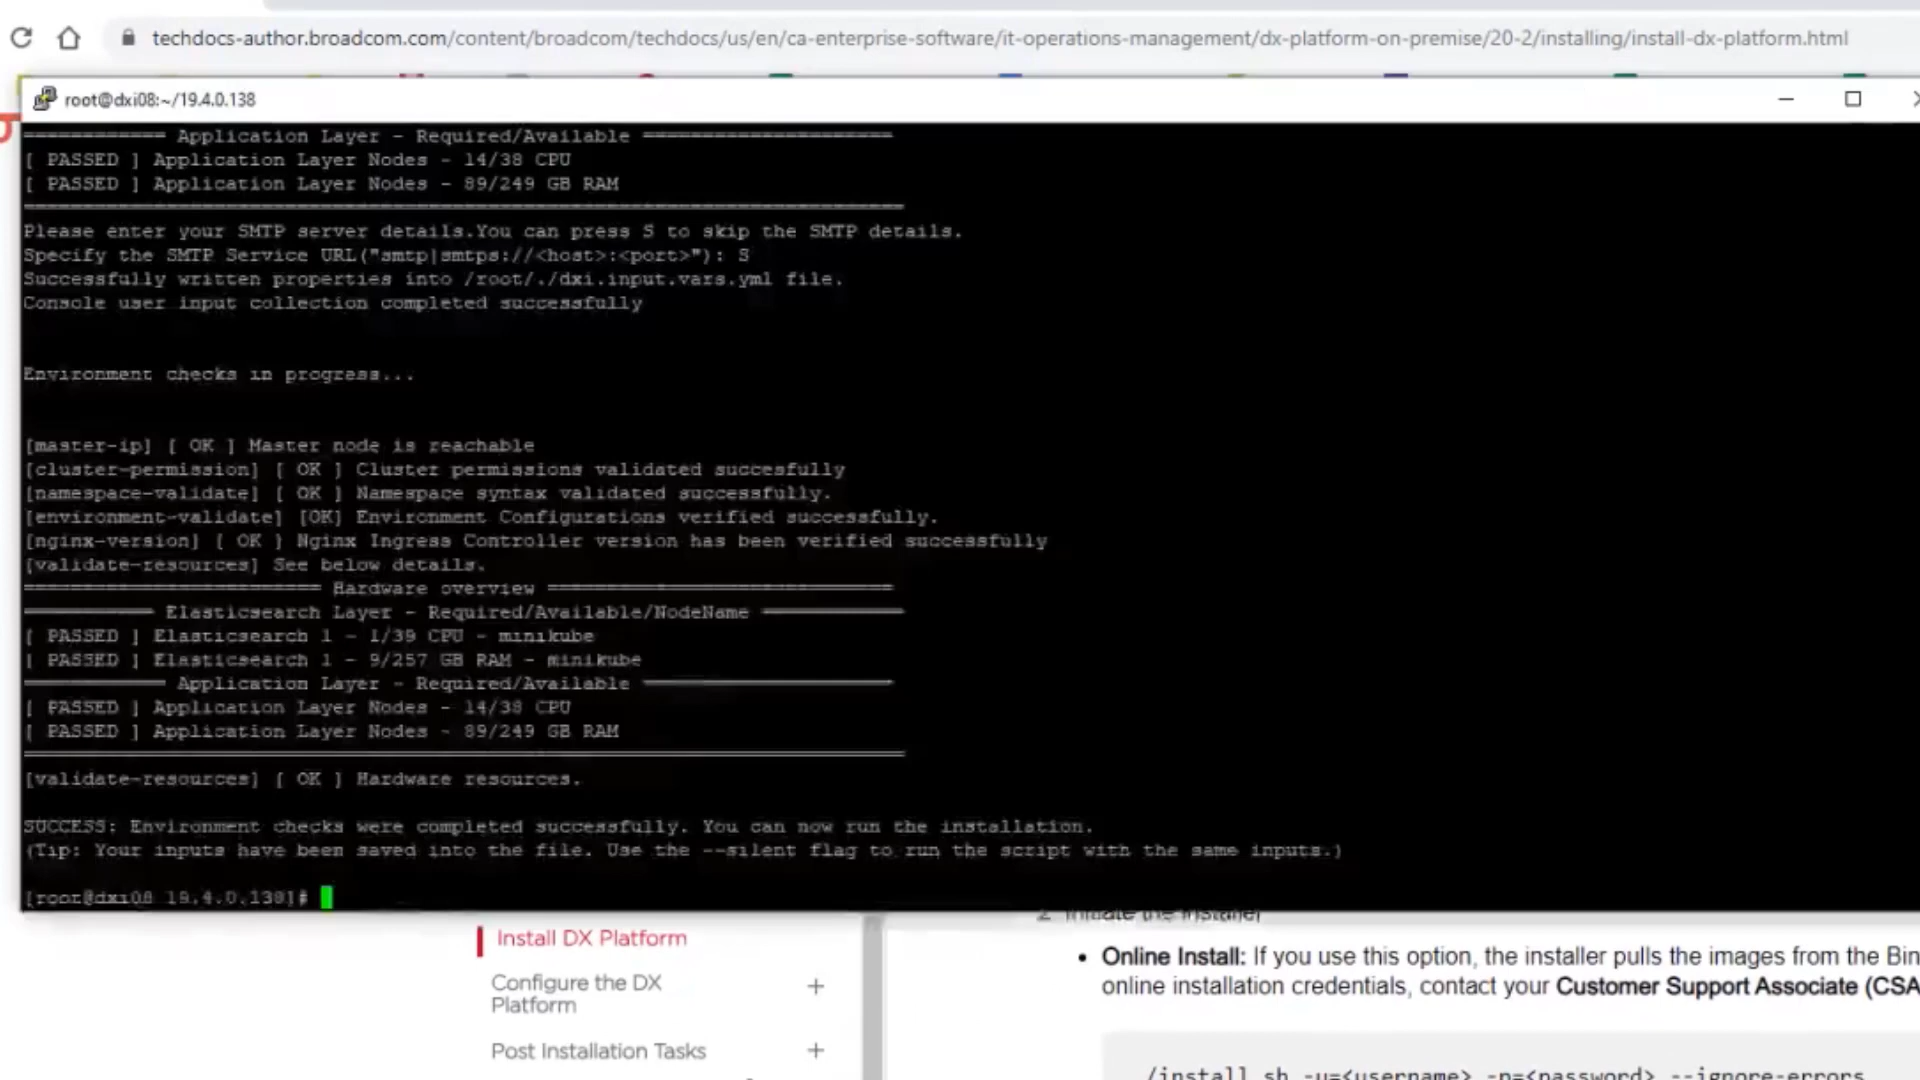 techdocs-author.broadcom.com/content/broadcom/techdocs/us/en/ca-enterprise-software/it-operations-management/dx-platform-on-premise/20-2/installing/install-dx-platform.html
root@dxi08:~/19.4.0.138
Application Layer - Required/Available
[ PASSED ] Application Layer Nodes - 14/38 CPU
[ PASSED ] Application Layer Nodes - 89/249 GB RAM
Please enter your SMTP server details.You can press S to skip the SMTP details.
Specify the SMTP Service URL("smtp|smtps://<host>:<port>"): S
Successfully written properties into /root/./dxi.input.vars.yml file.
Console user input collection completed successfully
Environment checks in progress...
[master-ip] [ OK ] Master node is reachable
[cluster-permission] [ OK ] Cluster permissions validated succesfully
[namespace-validate] [ OK ] Namespace syntax validated successfully.
[environment-validate] [OK] Environment Configurations verified successfully.
[nginx-version] [ OK ] Nginx Ingress Controller version has been verified successfully
[validate-resources] See below details.
Hardware overview
Elasticsearch Layer - Required/Available/NodeName
[ PASSED ] Elasticsearch 1 - 1/39 CPU - minikube
[ PASSED ] Elasticsearch 1 - 9/257 GB RAM - minikube
Application Layer - Required/Available
[ PASSED ] Application Layer Nodes - 14/38 CPU
[ PASSED ] Application Layer Nodes - 89/249 GB RAM
[validate-resources] [ OK ] Hardware resources.
SUCCESS: Environment checks were completed successfully. You can now run the installation.
(Tip: Your inputs have been saved into the file. Use the --silent flag to run the script with the same inputs.)
[root@dxi08 19.4.0.138]#
2. Initiate the Installer
Install DX Platform
Configure the DX
Platform
Post Installation Tasks
• Online Install: If you use this option, the installer pulls the images from the Bin
online installation credentials, contact your Customer Support Associate (CSA
/install.sh -u=<username> -p=<password> --ignore-errors